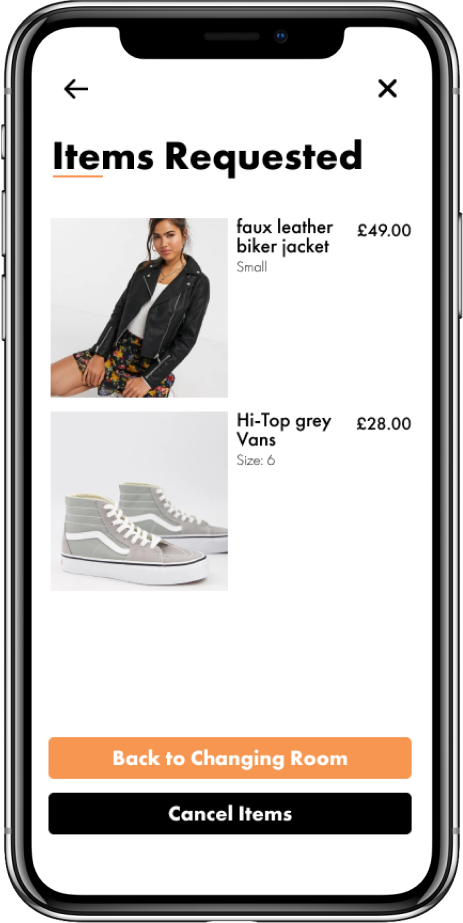 Items Requested
faux leather £49.00
biker jacket
Small
Hi-Top grey £28.00
Vans
Size: 6
Back to Changing Room
Cancel Items